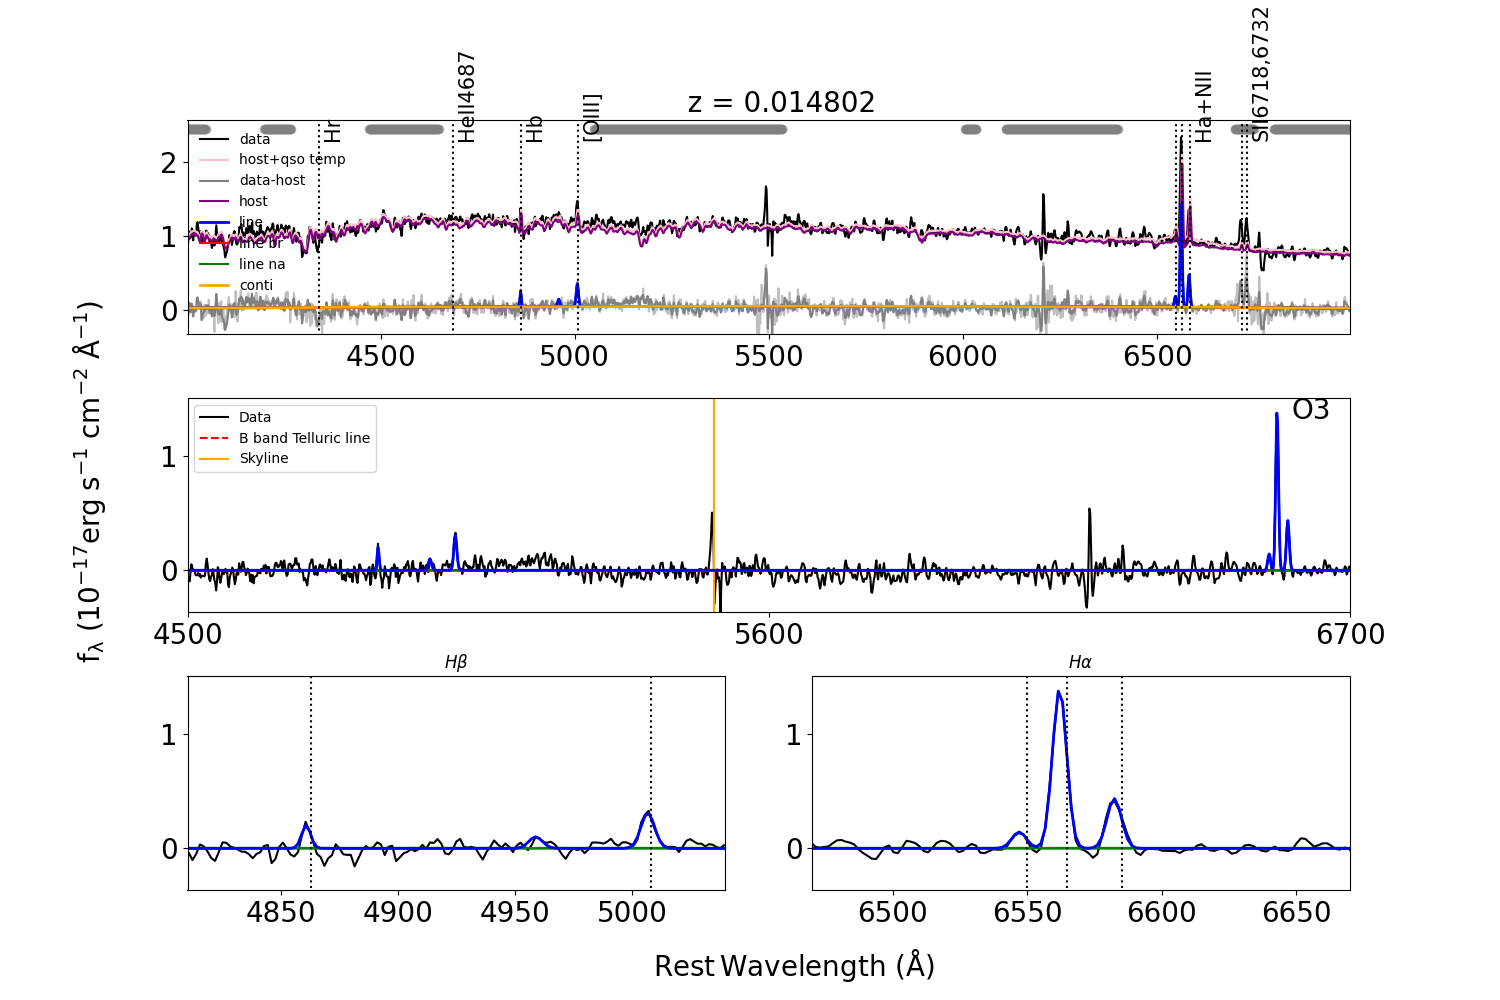 z = 0.014802
Hr
HeII4687
Hb
[OIII]
Ha+NII
SII6718,6732
data
host+qso temp
data-host
host
line
line br
line na
conti
2
1
0
4500
5000
5500
6000
6500
f_λ (10^{-17}erg s^{-1} cm^{-2} Å^{-1})
O3
Data
B band Telluric line
Skyline
1
0
4500
5600
6700
Hβ
1
0
4850
4900
4950
5000
Hα
1
0
6500
6550
6600
6650
Rest Wavelength (Å)